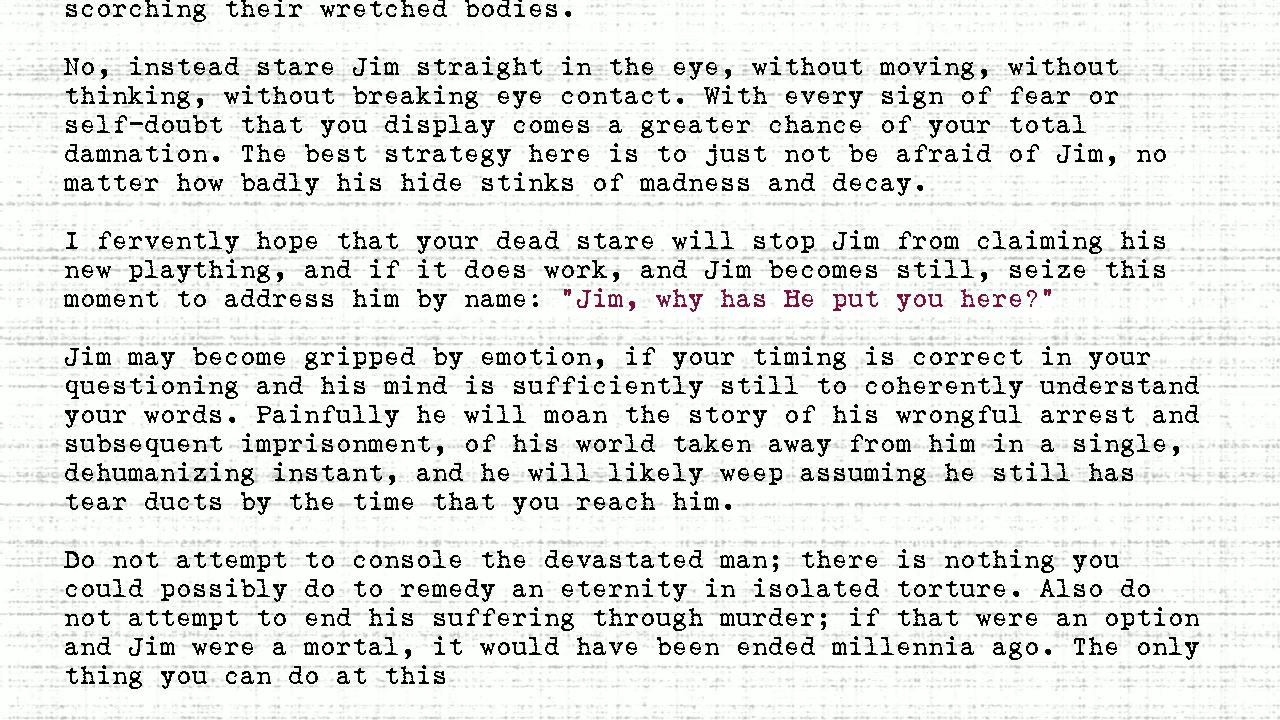 scorching their wretched bodies.
No, instead stare Jim straight in the eye, without moving, without
thinking, without breaking eye contact. With every sign of fear or
self-doubt that you display comes a greater chance of your total
damnation. The best strategy here is to just not be afraid of Jim, no
matter how badly his hide stinks of madness and decay.
I fervently hope that your dead stare will stop Jim from claiming his
new plaything, and if it does work, and Jim becomes still, seize this
moment to address him by name: "Jim, why has He put you here?"
Jim may become gripped by emotion, if your timing is correct in your
questioning and his mind is sufficiently still to coherently understand
your words. Painfully he will moan the story of his wrongful arrest and
subsequent imprisonment, of his world taken away from him in a single,
dehumanizing instant, and he will likely weep assuming he still has
tear ducts by the time that you reach him.
Do not attempt to console the devastated man; there is nothing you
could possibly do to remedy an eternity in isolated torture. Also do
not attempt to end his suffering through murder; if that were an option
and Jim were a mortal, it would have been ended millennia ago. The only
thing you can do at this